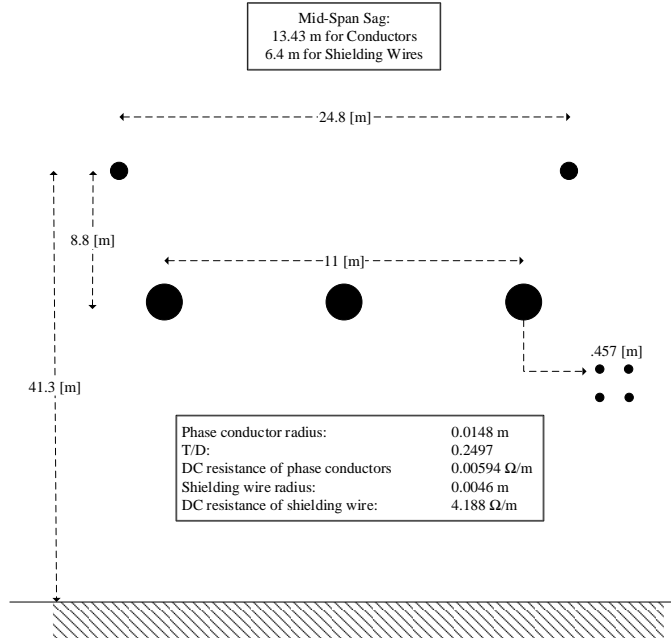 Mid-Span Sag:
13.43 m for Conductors
6.4 m for Shielding Wires
24.8 [m]
8.8 [m]
11 [m]
.457 [m]
41.3 [m]
Phase conductor radius: 0.0148 m
T/D: 0.2497
DC resistance of phase conductors 0.00594 Ω/m
Shielding wire radius: 0.0046 m
DC resistance of shielding wire: 4.188 Ω/m